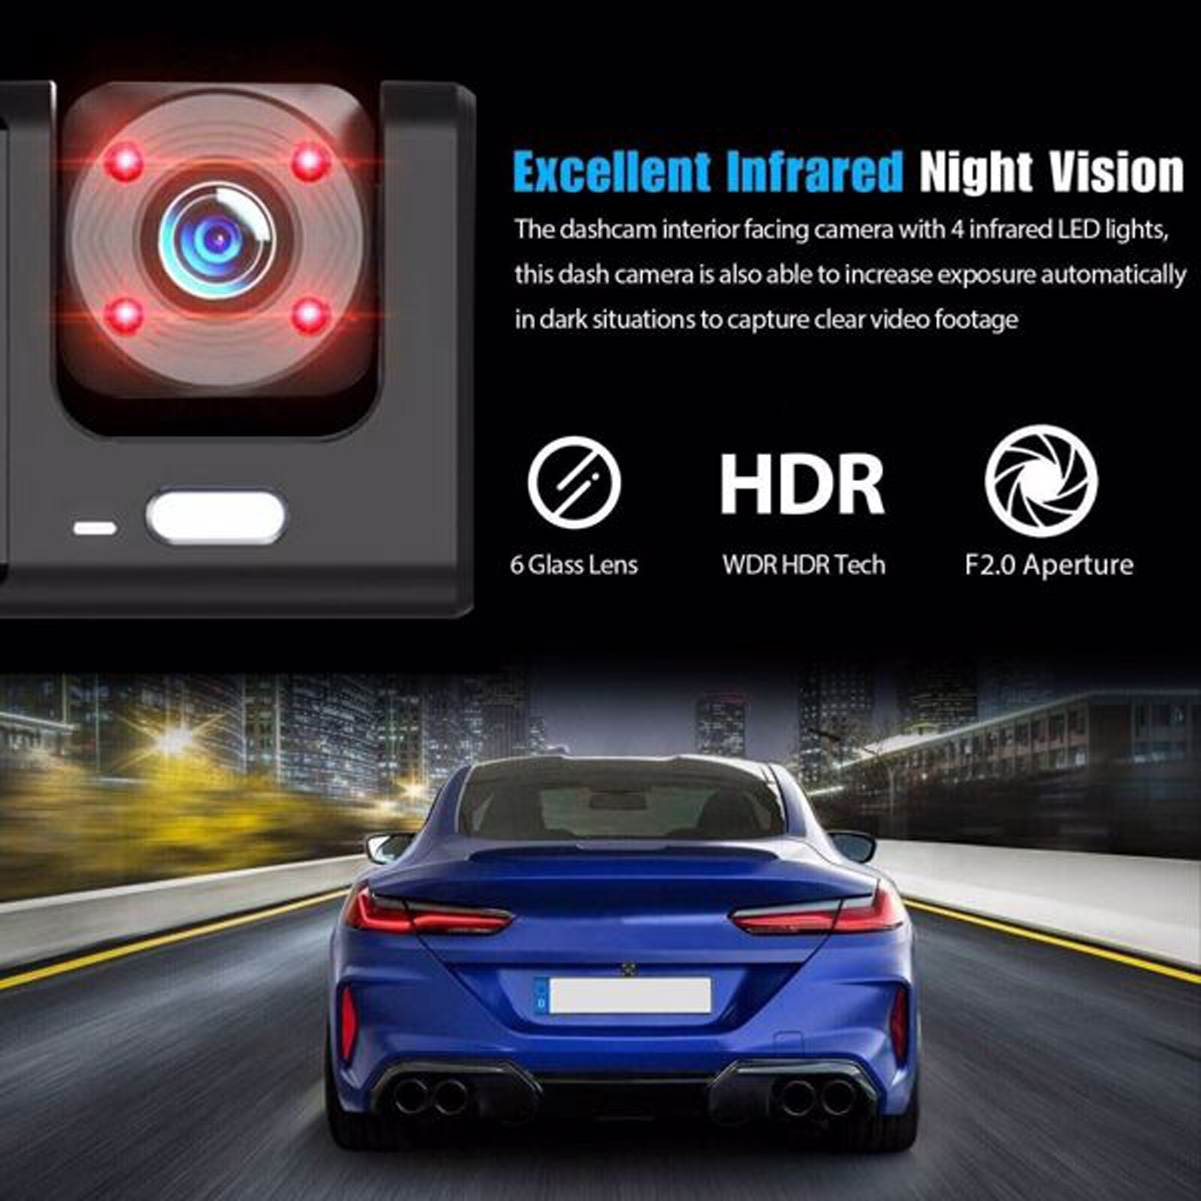 Excellent Infrared Night Vision
The dashcam interior facing camera with 4 infrared LED lights,
this dash camera is also able to increase exposure automatically
in dark situations to capture clear video footage
HDR
6 Glass Lens
WDR HDR Tech
F2.0 Aperture
D